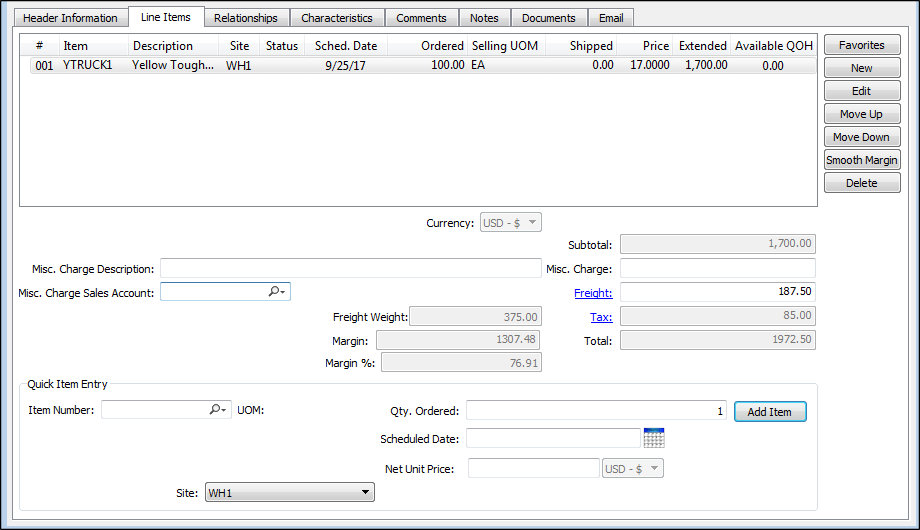 Header Information Line Items Relationships Characteristics Comments Notes Documents Email
# Item Description Site Status Sched. Date Ordered Selling UOM Shipped Price Extended Available QOH
001 YTRUCK1 Yellow Tough... WH1 9/25/17 100.00 EA 0.00 17.0000 1,700.00 0.00
Favorites
New
Edit
Move Up
Move Down
Smooth Margin
Delete
Currency: USD - $
Subtotal: 1,700.00
Misc. Charge Description: Misc. Charge:
Misc. Charge Sales Account: Freight: 187.50
Freight Weight: 375.00 Tax: 85.00
Margin: 1307.48 Total: 1972.50
Margin %: 76.91
Quick Item Entry
Item Number: UOM: Qty. Ordered: 1 Add Item
Scheduled Date:
Net Unit Price: USD - $
Site: WH1